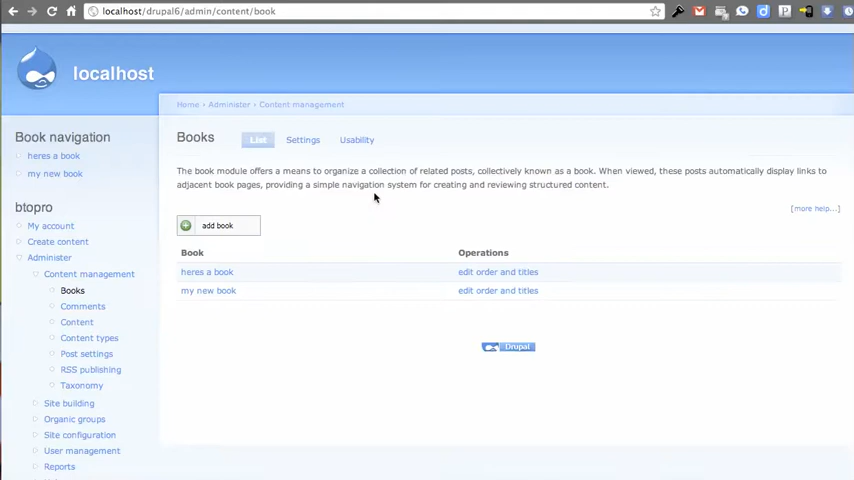 localhost/drupal6/admin/content/book
localhost
Home › Administer › Content management
Book navigation
heres a book
my new book
btopro
My account
Create content
Administer
Content management
Books
Comments
Content
Content types
Post settings
RSS publishing
Taxonomy
Site building
Organic groups
Site configuration
User management
Reports
Books
List
Settings
Usability
The book module offers a means to organize a collection of related posts, collectively known as a book. When viewed, these posts automatically display links to
adjacent book pages, providing a simple navigation system for creating and reviewing structured content.
[more help...]
add book
Book Operations
heres a book edit order and titles
my new book edit order and titles
Drupal